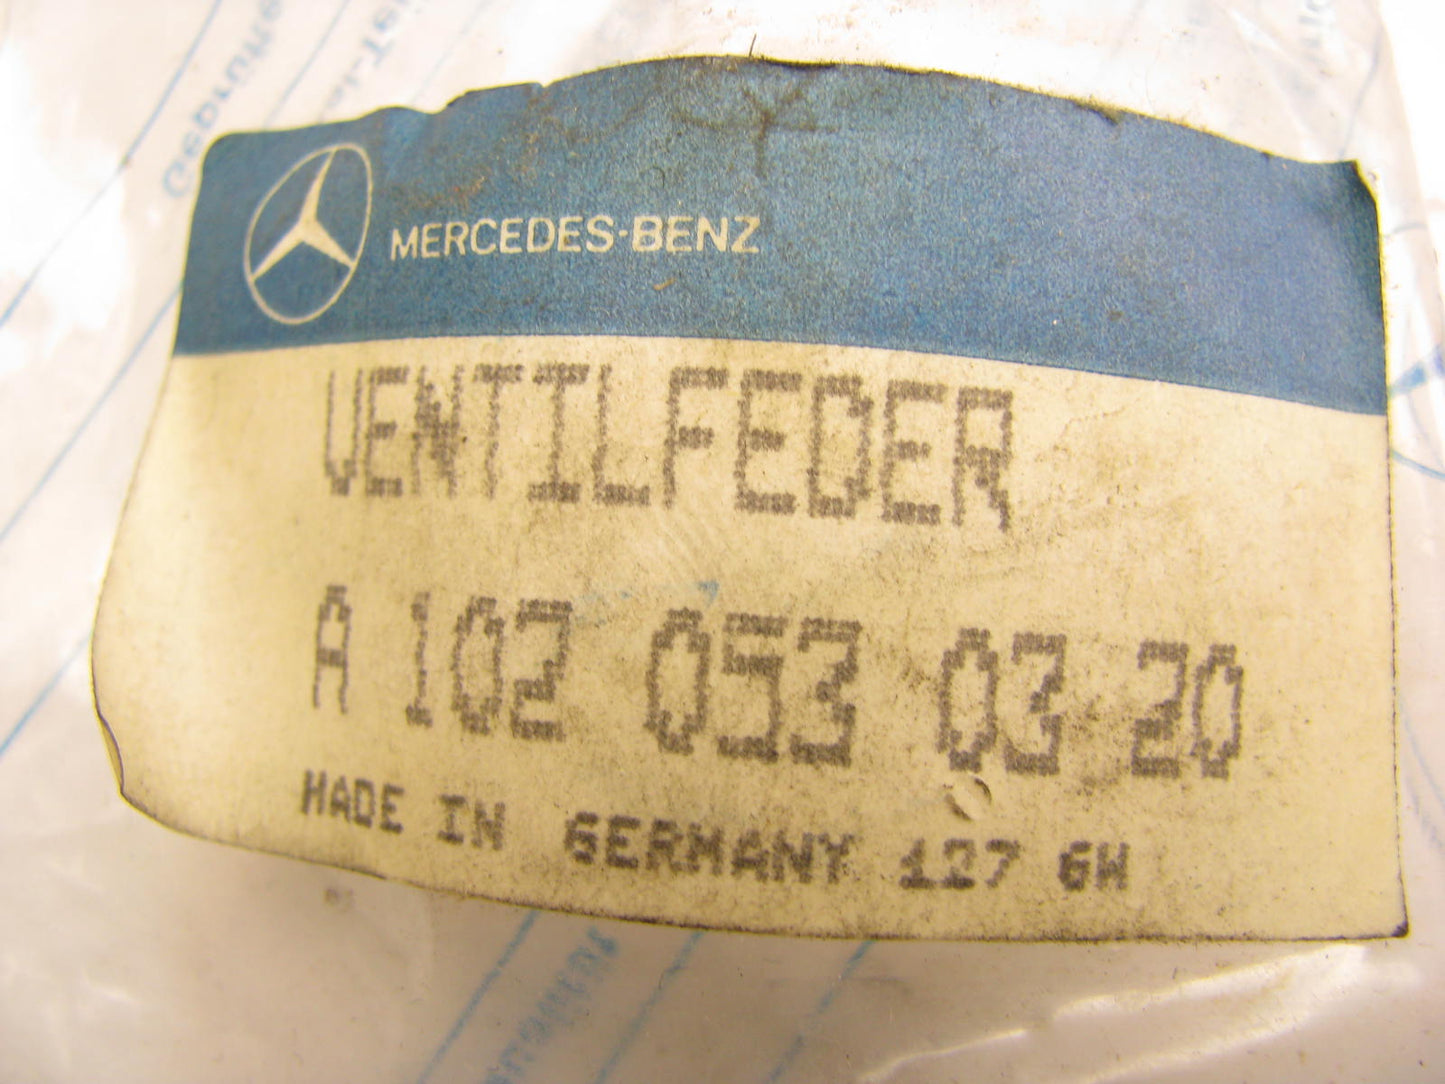 MERCEDES-BENZ
VENTILFEDER
A 102 053 03 20
MADE IN GERMANY 127 GW